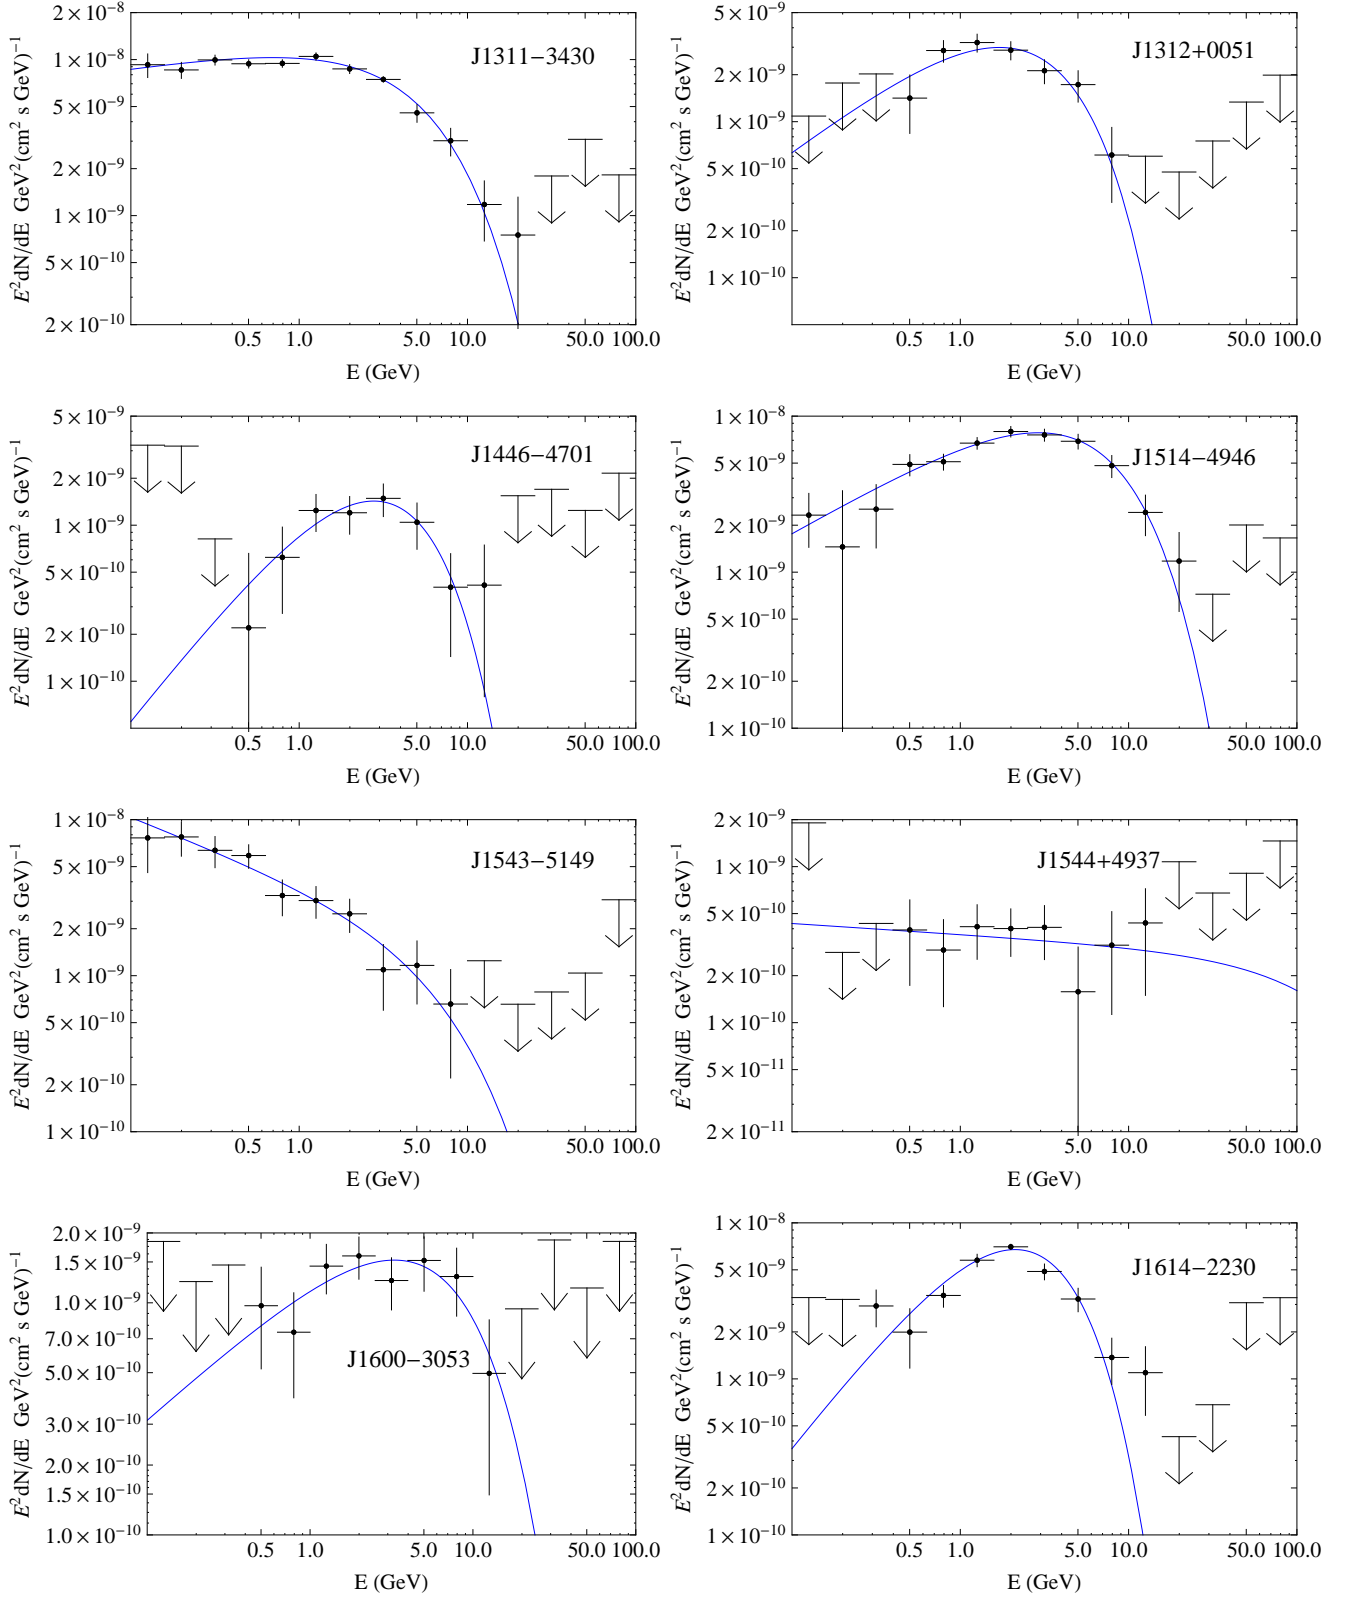 J1311−3430
E²dN/dE GeV²(cm² s GeV)⁻¹
2×10⁻⁸
1×10⁻⁸
5×10⁻⁹
2×10⁻⁹
1×10⁻⁹
5×10⁻¹⁰
2×10⁻¹⁰
0.5 1.0 5.0 10.0 50.0 100.0
E (GeV)
J1312+0051
E²dN/dE GeV²(cm² s GeV)⁻¹
5×10⁻⁹
2×10⁻⁹
1×10⁻⁹
5×10⁻¹⁰
2×10⁻¹⁰
1×10⁻¹⁰
0.5 1.0 5.0 10.0 50.0 100.0
E (GeV)
J1446−4701
E²dN/dE GeV²(cm² s GeV)⁻¹
5×10⁻⁹
2×10⁻⁹
1×10⁻⁹
5×10⁻¹⁰
2×10⁻¹⁰
1×10⁻¹⁰
0.5 1.0 5.0 10.0 50.0 100.0
E (GeV)
J1514−4946
E²dN/dE GeV²(cm² s GeV)⁻¹
1×10⁻⁸
5×10⁻⁹
2×10⁻⁹
1×10⁻⁹
5×10⁻¹⁰
2×10⁻¹⁰
1×10⁻¹⁰
0.5 1.0 5.0 10.0 50.0 100.0
E (GeV)
J1543−5149
E²dN/dE GeV²(cm² s GeV)⁻¹
1×10⁻⁸
5×10⁻⁹
2×10⁻⁹
1×10⁻⁹
5×10⁻¹⁰
2×10⁻¹⁰
1×10⁻¹⁰
0.5 1.0 5.0 10.0 50.0 100.0
E (GeV)
J1544+4937
E²dN/dE GeV²(cm² s GeV)⁻¹
2×10⁻⁹
1×10⁻⁹
5×10⁻¹⁰
2×10⁻¹⁰
1×10⁻¹⁰
5×10⁻¹¹
2×10⁻¹¹
0.5 1.0 5.0 10.0 50.0 100.0
E (GeV)
J1600−3053
E²dN/dE GeV²(cm² s GeV)⁻¹
2.0×10⁻⁹
1.5×10⁻⁹
1.0×10⁻⁹
7.0×10⁻¹⁰
5.0×10⁻¹⁰
3.0×10⁻¹⁰
2.0×10⁻¹⁰
1.5×10⁻¹⁰
1.0×10⁻¹⁰
0.5 1.0 5.0 10.0 50.0 100.0
E (GeV)
J1614−2230
E²dN/dE GeV²(cm² s GeV)⁻¹
1×10⁻⁸
5×10⁻⁹
2×10⁻⁹
1×10⁻⁹
5×10⁻¹⁰
2×10⁻¹⁰
1×10⁻¹⁰
0.5 1.0 5.0 10.0 50.0 100.0
E (GeV)